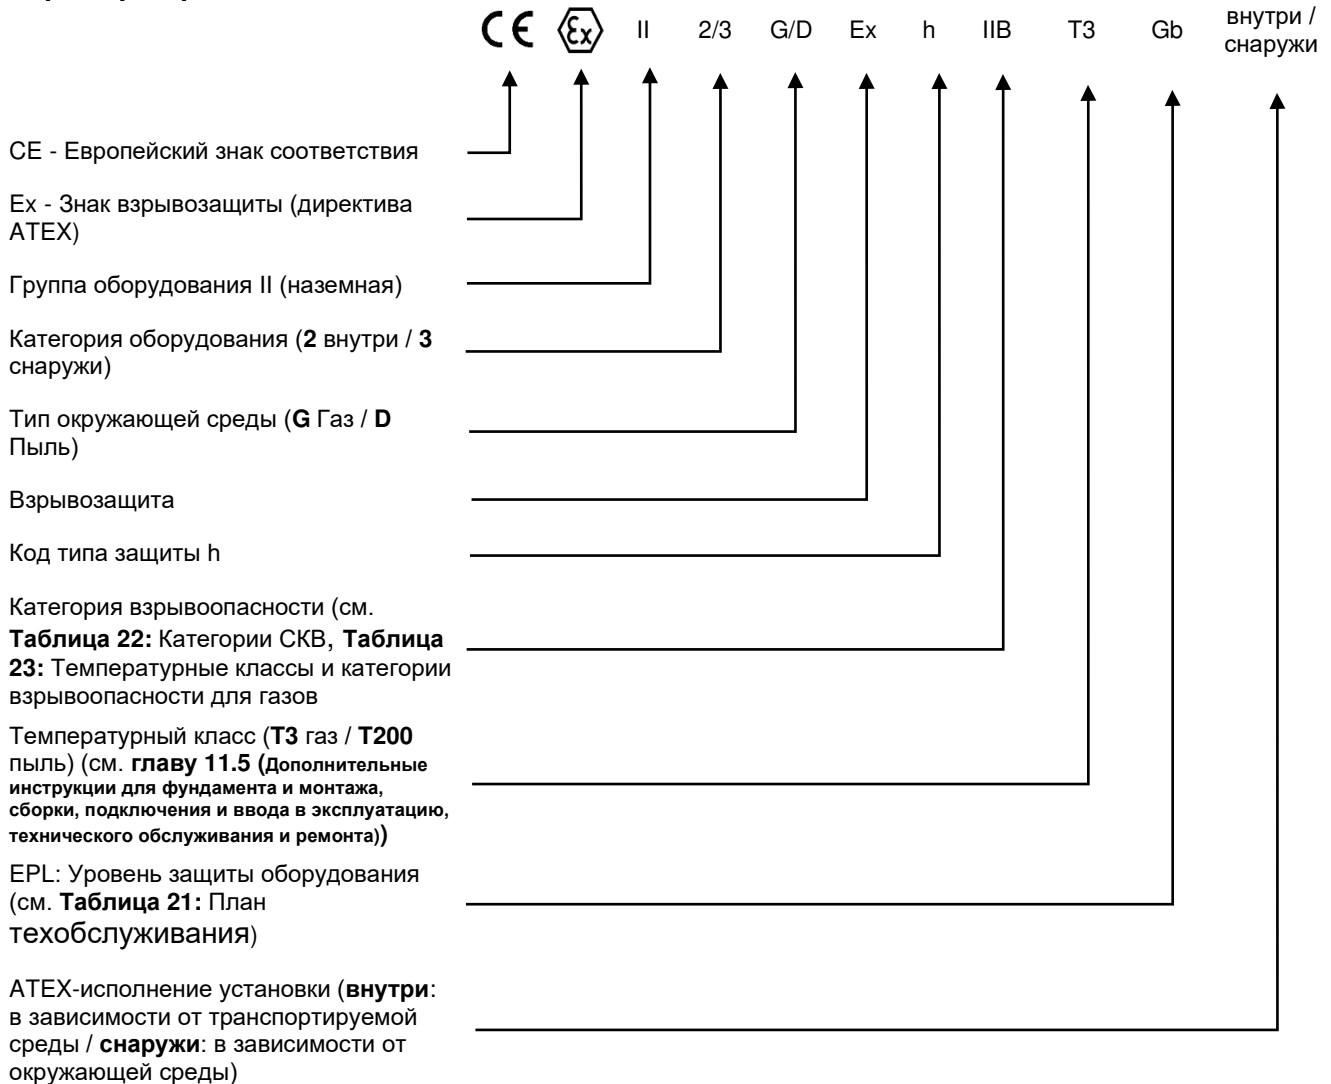 CE Ex II 2/3 G/D Ex h IIB T3 Gb внутри /
снаружи
CE - Европейский знак соответствия
Ex - Знак взрывозащиты (директива
ATEX)
Группа оборудования II (наземная)
Категория оборудования (2 внутри / 3
снаружи)
Тип окружающей среды (G Газ / D
Пыль)
Взрывозащита
Код типа защиты h
Категория взрывоопасности (см.
Таблица 22: Категории СКВ, Таблица
23: Температурные классы и категории
взрывоопасности для газов
Температурный класс (T3 газ / T200
пыль) (см. главу 11.5 (Дополнительные
инструкции для фундамента и монтажа,
сборки, подключения и ввода в эксплуатацию,
технического обслуживания и ремонта))
EPL: Уровень защиты оборудования
(см. Таблица 21: План
техобслуживания)
ATEX-исполнение установки (внутри:
в зависимости от транспортируемой
среды / снаружи: в зависимости от
окружающей среды)